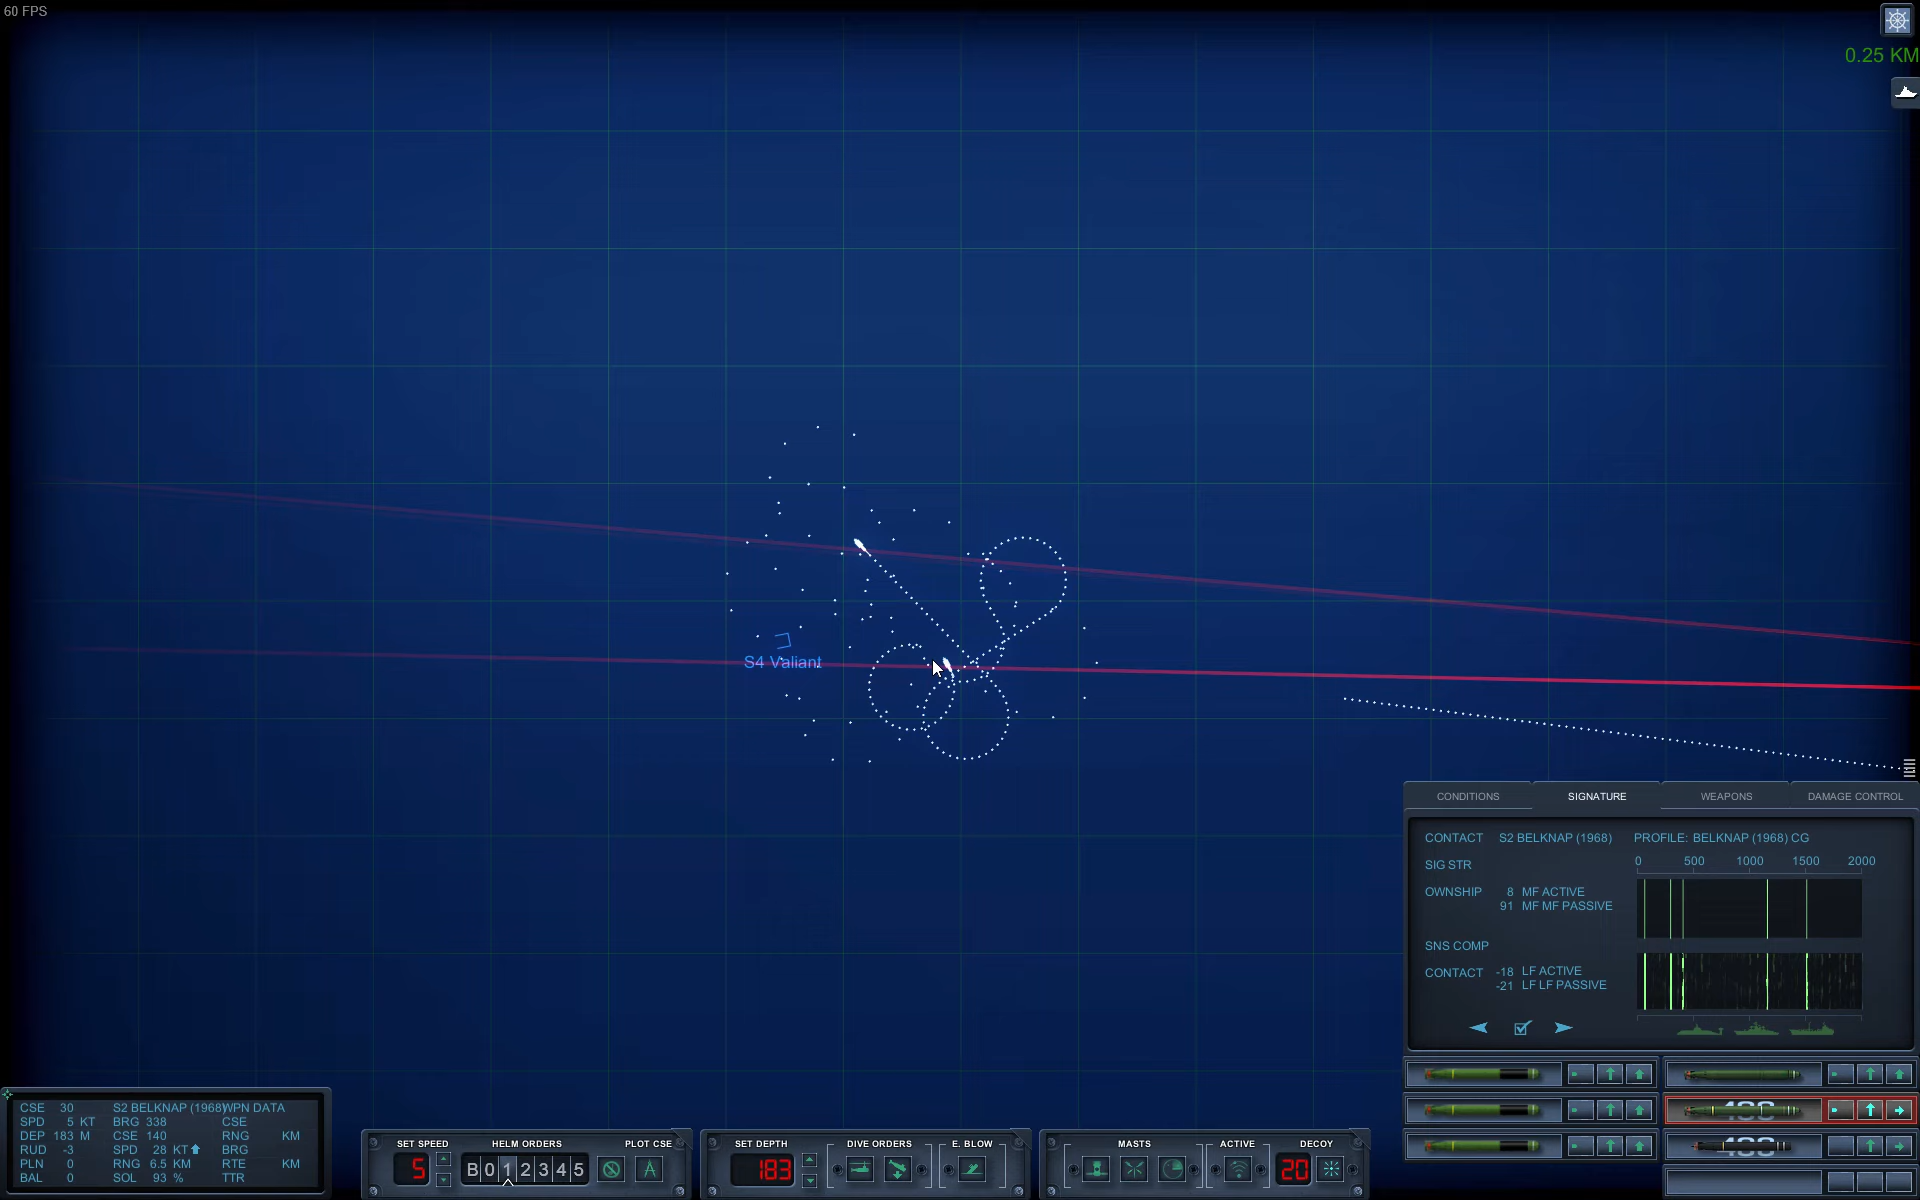 60 FPS
0.25 KM
S4 Valiant
CONDITIONS SIGNATURE WEAPONS DAMAGE CONTROL
CONTACT S2 BELKNAP (1968) PROFILE: BELKNAP (1968) CG
SIG STR 0 500 1000 1500 2000
OWNSHIP 8 MF ACTIVE
91 MF MF PASSIVE
SNS COMP
CONTACT -18 LF ACTIVE
-21 LF LF PASSIVE
CSE 30 S2 BELKNAP (1968) WPN DATA
SPD 5 KT BRG 338 CSE
DEP 183 M CSE 140 RNG KM
RUD -3 SPD 28 KT BRG
PLN 0 RNG 6.5 KM RTE KM
BAL 0 SOL 93 % TTR
SET SPEED HELM ORDERS PLOT CSE
5 B 0 1 2 3 4 5
SET DEPTH DIVE ORDERS E. BLOW
183
MASTS ACTIVE DECOY
20